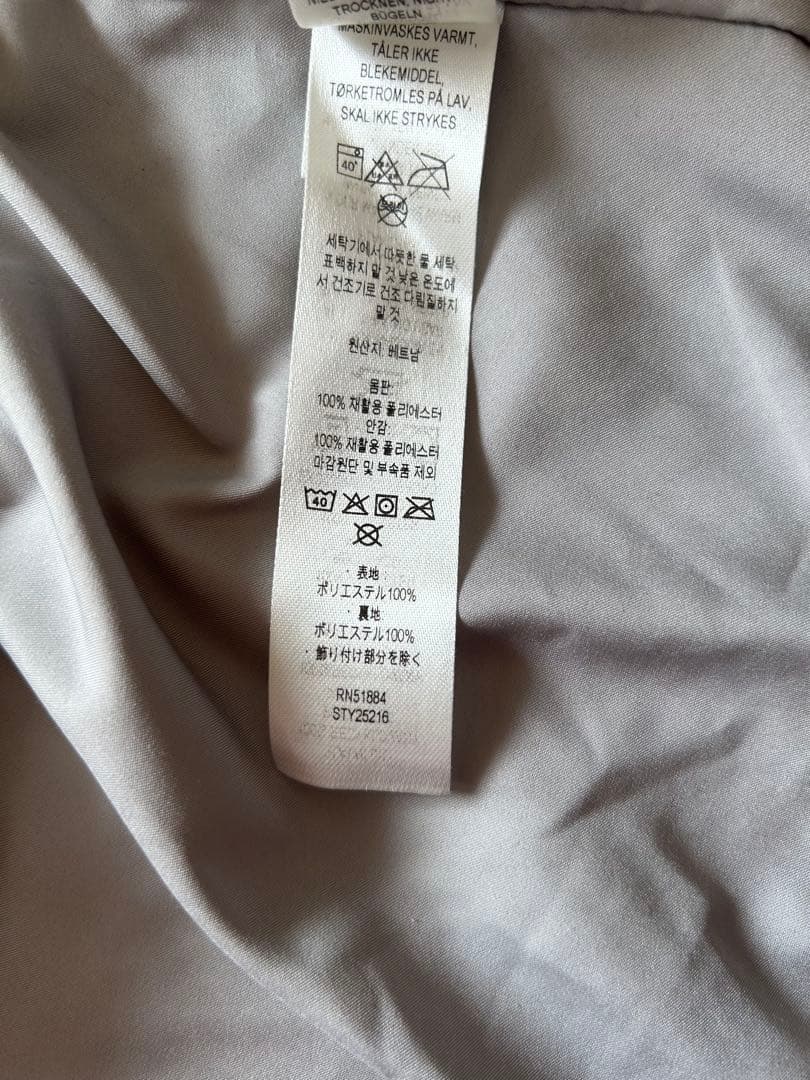 TROCKNEN, NICHT
BÜGELN
MASKINVASKES VARMT,
TÅLER IKKE
BLEKEMIDDEL,
TØRKETROMLES PÅ LAV,
SKAL IKKE STRYKES
40°
세탁기에서 따뜻한 물 세탁
표백하지 말 것 낮은 온도에
서 건조기로 건조 다림질하지
말 것
원산지: 베트남
몸판:
100% 재활용 폴리에스터
안감:
100% 재활용 폴리에스터
마감원단 및 부속품 제외
40
・表地:
ポリエステル100%
・裏地:
ポリエステル100%
・飾り付け部分を除く
RN51884
STY25216